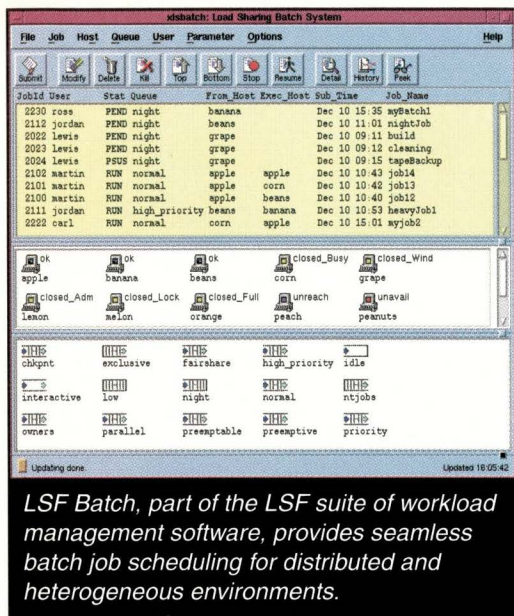 xlsbatch: Load Sharing Batch System
File Job Host Queue User Parameter Options Help
Submit Modify Delete Kill Top Bottom Stop Resume Detail History Peek
JobId User Stat Queue From_Host Exec_Host Sub_Time Job_Name
2230 ross PEND night banana Dec 10 15:35 myBatch1
2112 jordan PEND night beans Dec 10 11:01 nightJob
2022 lewis PEND night grape Dec 10 09:11 build
2023 lewis PEND night grape Dec 10 09:12 cleaning
2024 lewis PSUS night grape Dec 10 09:15 tapeBackup
2102 martin RUN normal apple apple Dec 10 10:43 job14
2101 martin RUN normal apple corn Dec 10 10:42 job13
2100 martin RUN normal apple beans Dec 10 10:40 job12
2111 jordan RUN high_priority beans banana Dec 10 10:53 heavyJob1
2222 carl RUN normal corn apple Dec 10 15:01 myjob2
ok ok ok closed_Busy closed_Wind
apple banana beans corn grape
closed_Adm closed_Lock closed_Full unreach unavail
lemon melon orange peach peanuts
chkpnt exclusive fairshare high_priority idle
interactive low night normal ntjobs
owners parallel preemptable preemptive priority
Updating done. Updated 16:05:42
LSF Batch, part of the LSF suite of workload
management software, provides seamless
batch job scheduling for distributed and
heterogeneous environments.